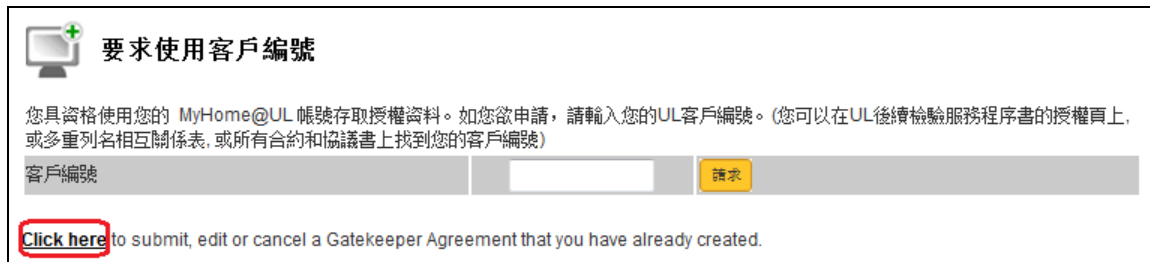 要求使用客戶編號
您具資格使用您的 MyHome@UL 帳號存取授權資料。如您欲申請，請輸入您的UL客戶編號。(您可以在UL後續檢驗服務程序書的授權頁上,
或多重列名相互關係表, 或所有合約和協議書上找到您的客戶編號)
客戶編號 請求
Click here to submit, edit or cancel a Gatekeeper Agreement that you have already created.